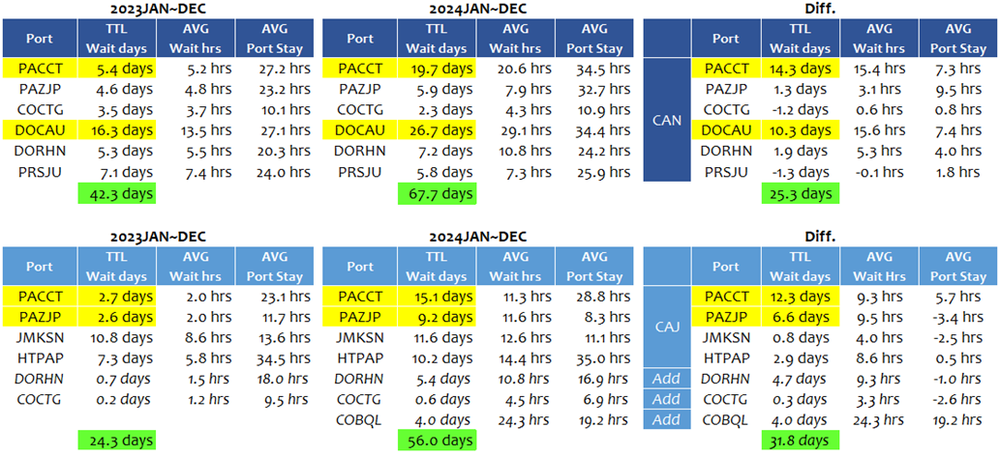 2023JAN~DEC 2024JAN~DEC Diff.
Port TTL Wait days AVG Wait hrs AVG Port Stay Port TTL Wait days AVG Wait hrs AVG Port Stay Port TTL Wait days AVG Wait Hrs AVG Port Stay
PACCT 5.4 days 5.2 hrs 27.2 hrs PACCT 19.7 days 20.6 hrs 34.5 hrs PACCT 14.3 days 15.4 hrs 7.3 hrs
PAZJP 4.6 days 4.8 hrs 23.2 hrs PAZJP 5.9 days 7.9 hrs 32.7 hrs PAZJP 1.3 days 3.1 hrs 9.5 hrs
COCTG 3.5 days 3.7 hrs 10.1 hrs COCTG 2.3 days 4.3 hrs 10.9 hrs COCTG -1.2 days 0.6 hrs 0.8 hrs
DOCAU 16.3 days 13.5 hrs 27.1 hrs DOCAU 26.7 days 29.1 hrs 34.4 hrs CAN DOCAU 10.3 days 15.6 hrs 7.4 hrs
DORHN 5.3 days 5.5 hrs 20.3 hrs DORHN 7.2 days 10.8 hrs 24.2 hrs DORHN 1.9 days 5.3 hrs 4.0 hrs
PRSJU 7.1 days 7.4 hrs 24.0 hrs PRSJU 5.8 days 7.3 hrs 25.9 hrs PRSJU -1.3 days -0.1 hrs 1.8 hrs
42.3 days 67.7 days 25.3 days
2023JAN~DEC 2024JAN~DEC Diff.
Port TTL Wait days AVG Wait hrs AVG Port Stay Port TTL Wait days AVG Wait hrs AVG Port Stay Port TTL Wait days AVG Wait Hrs AVG Port Stay
PACCT 2.7 days 2.0 hrs 23.1 hrs PACCT 15.1 days 11.3 hrs 28.8 hrs PACCT 12.3 days 9.3 hrs 5.7 hrs
PAZJP 2.6 days 2.0 hrs 11.7 hrs PAZJP 9.2 days 11.6 hrs 8.3 hrs CAJ PAZJP 6.6 days 9.5 hrs -3.4 hrs
JMKSN 10.8 days 8.6 hrs 13.6 hrs JMKSN 11.6 days 12.6 hrs 11.1 hrs JMKSN 0.8 days 4.0 hrs -2.5 hrs
HTPAP 7.3 days 5.8 hrs 34.5 hrs HTPAP 10.2 days 14.4 hrs 35.0 hrs HTPAP 2.9 days 8.6 hrs 0.5 hrs
DORHN 0.7 days 1.5 hrs 18.0 hrs DORHN 5.4 days 10.8 hrs 16.9 hrs Add DORHN 4.7 days 9.3 hrs -1.0 hrs
COCTG 0.2 days 1.2 hrs 9.5 hrs COCTG 0.6 days 4.5 hrs 6.9 hrs Add COCTG 0.3 days 3.3 hrs -2.6 hrs
COBQL 4.0 days 24.3 hrs 19.2 hrs Add COBQL 4.0 days 24.3 hrs 19.2 hrs
24.3 days 56.0 days 31.8 days